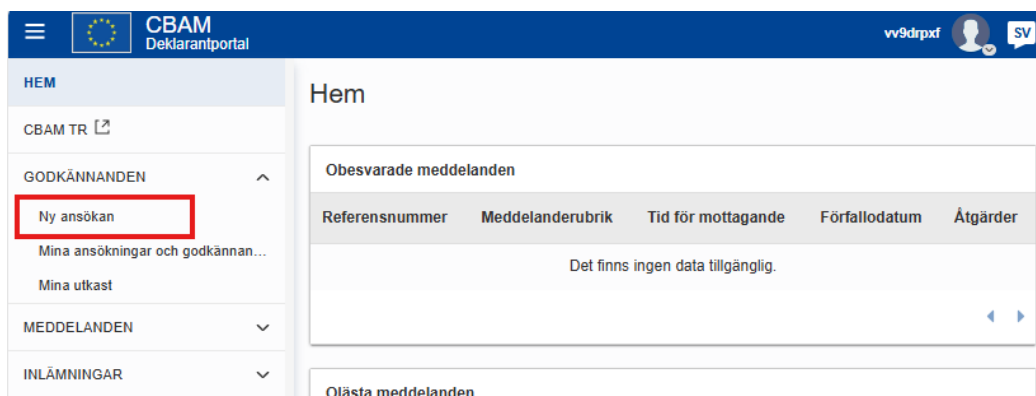 CBAM
Deklarantportal
vv9drpxf
SV
HEM
CBAM TR
GODKÄNNANDEN
Ny ansökan
Mina ansökningar och godkännan...
Mina utkast
MEDDELANDEN
INLÄMNINGAR
Hem
Obesvarade meddelanden
Referensnummer Meddelanderubrik Tid för mottagande Förfallodatum Åtgärder
Det finns ingen data tillgänglig.
Olästa meddelanden